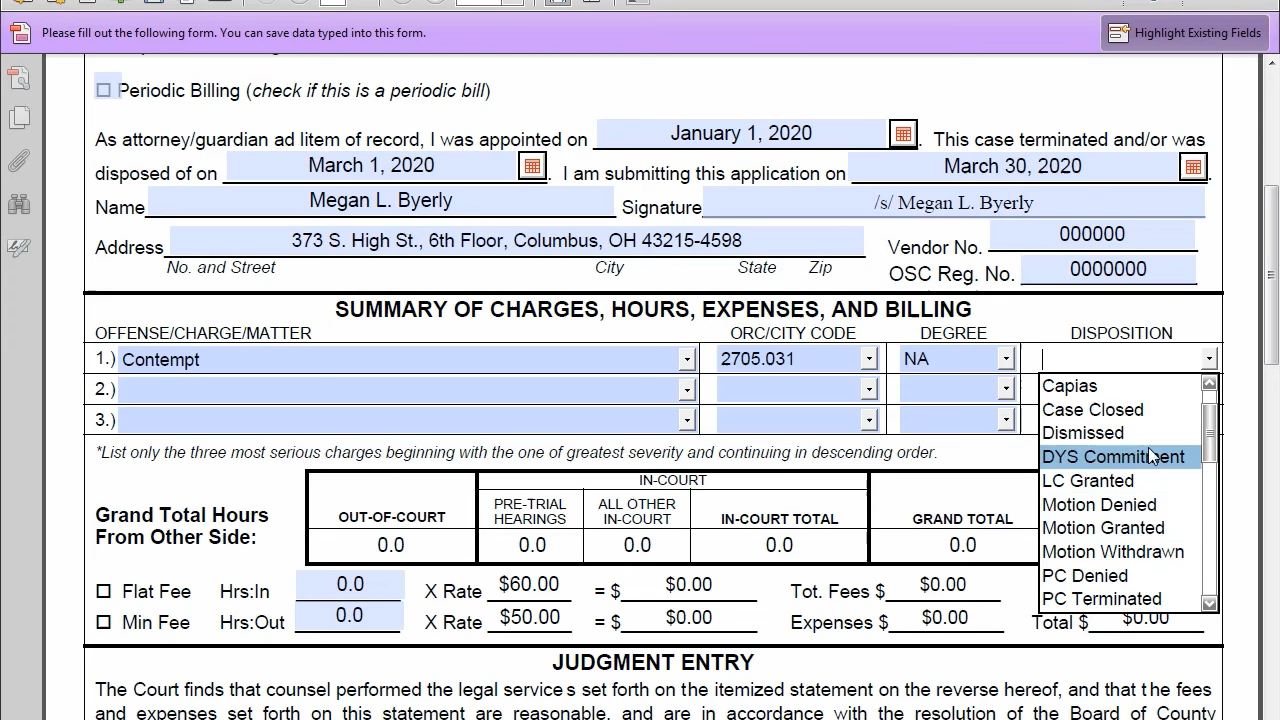 Please fill out the following form. You can save data typed into this form.
Highlight Existing Fields
Periodic Billing (check if this is a periodic bill)
As attorney/guardian ad litem of record, I was appointed on January 1, 2020. This case terminated and/or was
disposed of on March 1, 2020. I am submitting this application on March 30, 2020.
Name Megan L. Byerly Signature /s/ Megan L. Byerly
Address 373 S. High St., 6th Floor, Columbus, OH 43215-4598 Vendor No. 000000
No. and Street City State Zip OSC Reg. No. 0000000
SUMMARY OF CHARGES, HOURS, EXPENSES, AND BILLING
OFFENSE/CHARGE/MATTER ORC/CITY CODE DEGREE DISPOSITION
1.) Contempt 2705.031 NA
2.)
3.)
Capias
Case Closed
Dismissed
DYS Commitment
LC Granted
Motion Denied
Motion Granted
Motion Withdrawn
PC Denied
PC Terminated
*List only the three most serious charges beginning with the one of greatest severity and continuing in descending order.
IN-COURT
OUT-OF-COURT PRE-TRIAL HEARINGS ALL OTHER IN-COURT IN-COURT TOTAL GRAND TOTAL
Grand Total Hours
From Other Side: 0.0 0.0 0.0 0.0 0.0
Flat Fee Hrs:In 0.0 X Rate $60.00 = $ $0.00 Tot. Fees $ $0.00
Min Fee Hrs:Out 0.0 X Rate $50.00 = $ $0.00 Expenses $ $0.00 Total $ $0.00
JUDGMENT ENTRY
The Court finds that counsel performed the legal services set forth on the itemized statement on the reverse hereof, and that the fees
and expenses set forth on this statement are reasonable, and are in accordance with the resolution of the Board of County